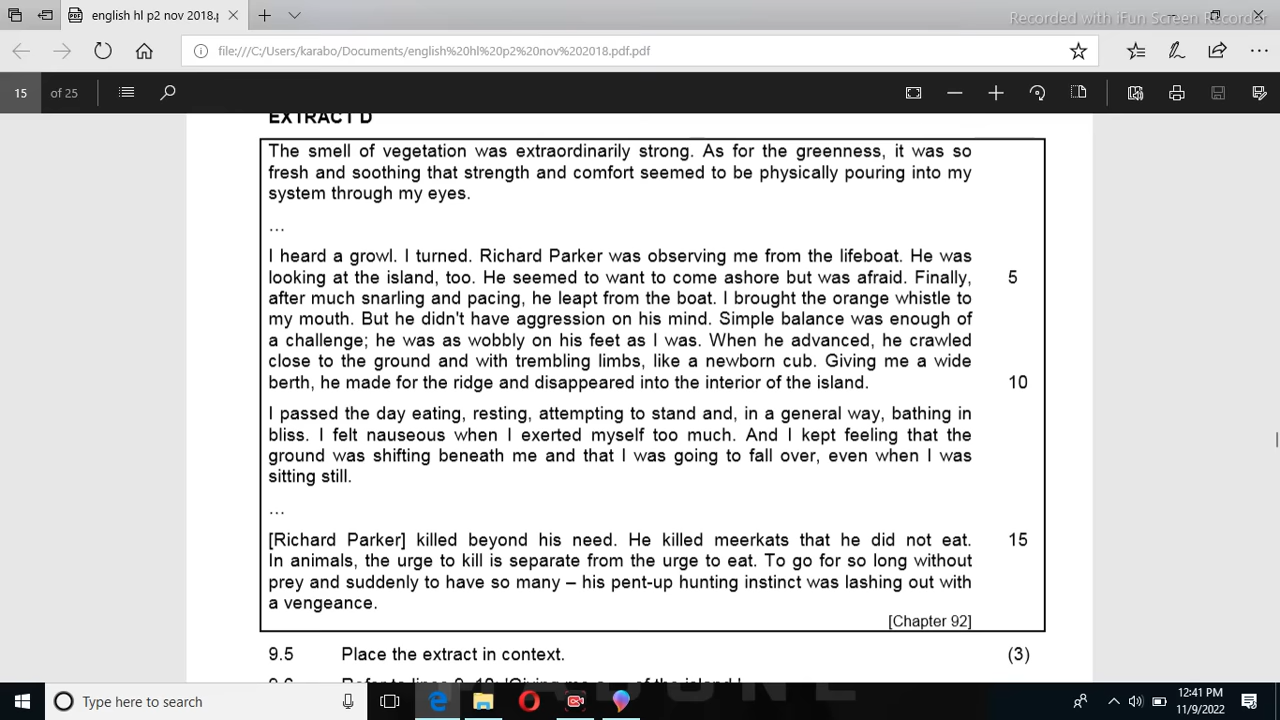 english hl p2 nov 2018.p
Recorded with iFun Screen Recorder
file:///C:/Users/karabo/Documents/english%20hl%20p2%20nov%202018.pdf.pdf
15 of 25
EXTRACT D
The smell of vegetation was extraordinarily strong. As for the greenness, it was so
fresh and soothing that strength and comfort seemed to be physically pouring into my
system through my eyes.
...
I heard a growl. I turned. Richard Parker was observing me from the lifeboat. He was
looking at the island, too. He seemed to want to come ashore but was afraid. Finally, 5
after much snarling and pacing, he leapt from the boat. I brought the orange whistle to
my mouth. But he didn't have aggression on his mind. Simple balance was enough of
a challenge; he was as wobbly on his feet as I was. When he advanced, he crawled
close to the ground and with trembling limbs, like a newborn cub. Giving me a wide
berth, he made for the ridge and disappeared into the interior of the island. 10
I passed the day eating, resting, attempting to stand and, in a general way, bathing in
bliss. I felt nauseous when I exerted myself too much. And I kept feeling that the
ground was shifting beneath me and that I was going to fall over, even when I was
sitting still.
...
[Richard Parker] killed beyond his need. He killed meerkats that he did not eat. 15
In animals, the urge to kill is separate from the urge to eat. To go for so long without
prey and suddenly to have so many – his pent-up hunting instinct was lashing out with
a vengeance.
[Chapter 92]
9.5 Place the extract in context. (3)
9.6 Refer to lines 9–10: 'Giving me a ... of the island.'
Type here to search
12:41 PM
11/9/2022